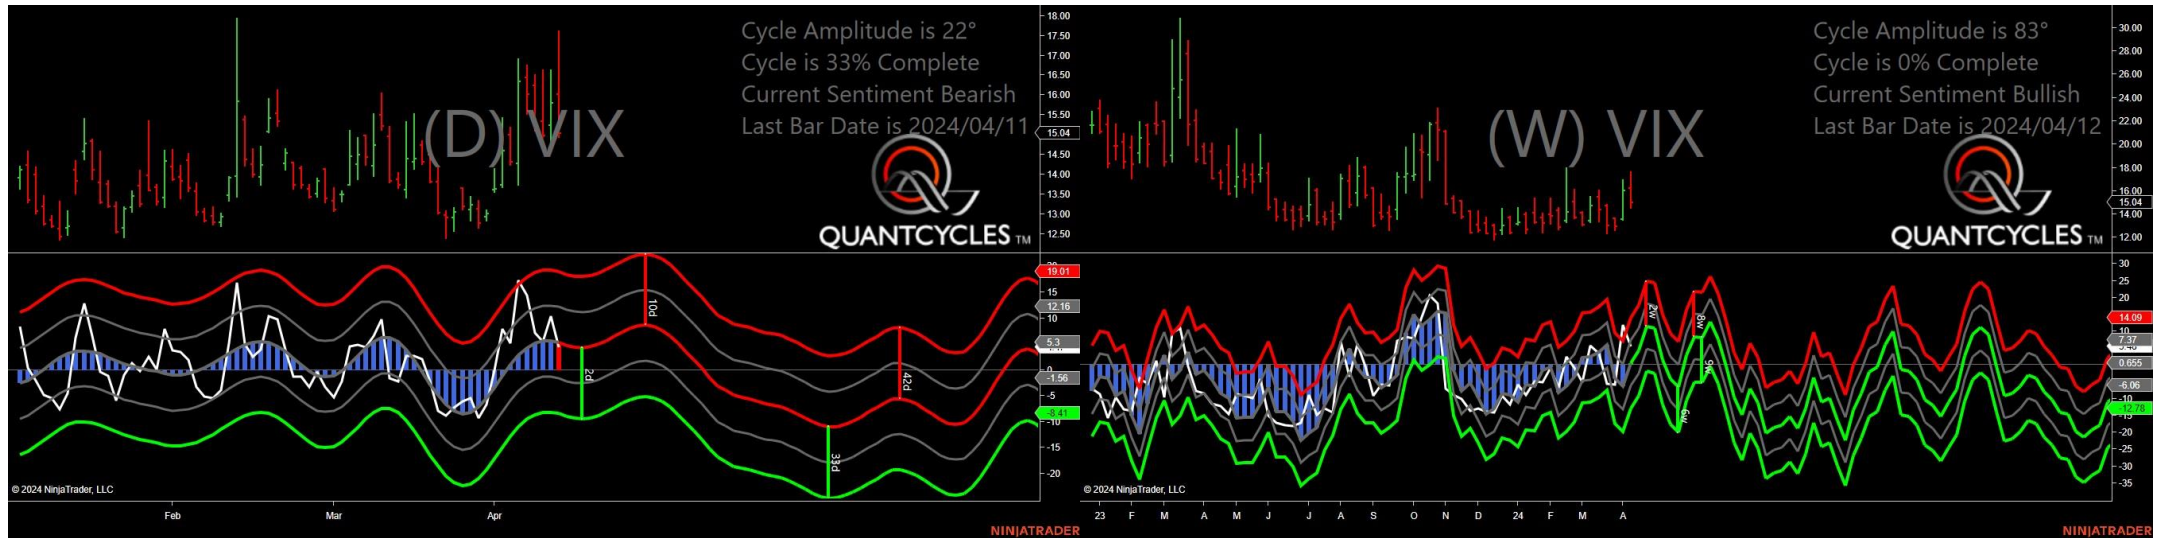 Cycle Amplitude is 22°
Cycle is 33% Complete
Current Sentiment Bearish
Last Bar Date is 2024/04/11
(D) VIX
QUANTCYCLES TM
18.00
17.50
17.00
16.50
16.00
15.50
15.04
14.50
14.00
13.50
13.00
12.50
19.01
15
12.16
10
5.3
0
-1.56
-5
-8.41
-10
-15
-20
10d
2d
42d
33d
© 2024 NinjaTrader, LLC
Feb Mar Apr
NINJATRADER
Cycle Amplitude is 83°
Cycle is 0% Complete
Current Sentiment Bullish
Last Bar Date is 2024/04/12
(W) VIX
QUANTCYCLES TM
30.00
28.00
26.00
24.00
22.00
20.00
18.00
16.00
15.04
14.00
12.00
30
25
20
14.09
10
7.37
0.655
-6.06
-10
-12.78
-15
-20
-25
-30
-35
2w
8w
9w
6w
© 2024 NinjaTrader, LLC
23 F M A M J J A S O N D 24 F M A
NINJATRADER